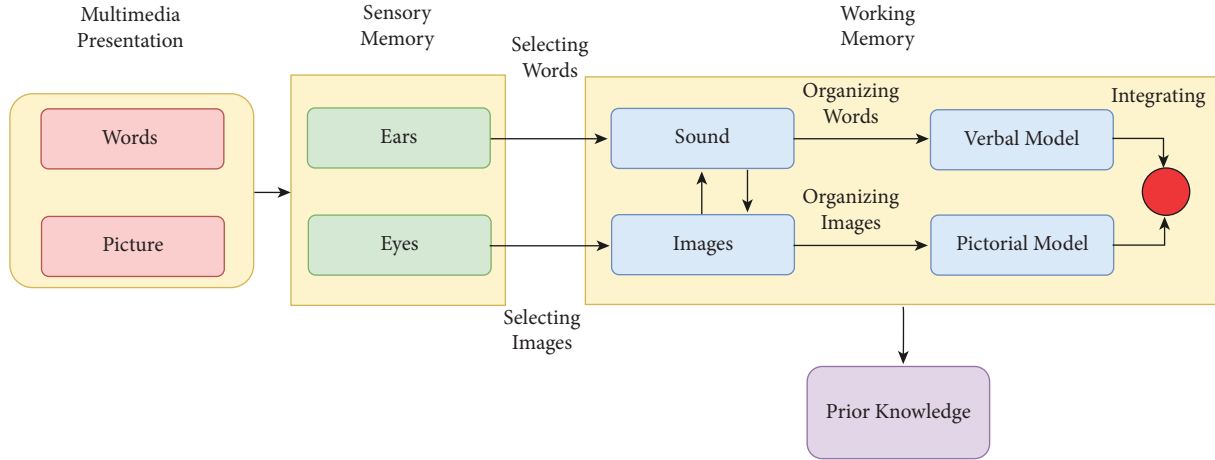 Multimedia
Presentation
Sensory
Memory
Working
Memory
Selecting
Words
Organizing
Words
Integrating
Words
Ears
Sound
Verbal Model
Organizing
Images
Picture
Eyes
Images
Pictorial Model
Selecting
Images
Prior Knowledge